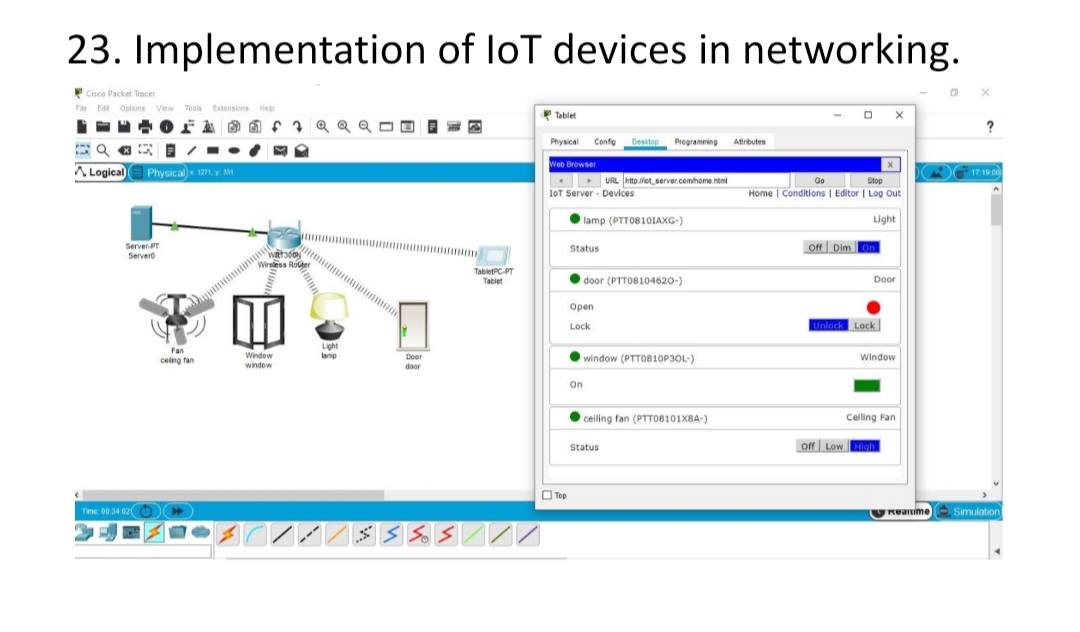 23. Implementation of IoT devices in networking.
Cisco Packet Tracer
File Edit Options View Tools Extensions Help
?
Logical Physical x: 1271, y: 331
17:19:00
Server-PT
Server0
WRT300N
Wireless Router
TabletPC-PT
Tablet
Fan
ceiling fan
Window
window
Light
lamp
Door
door
Tablet
Physical Config Desktop Programming Attributes
Web Browser X
< > URL http://iot_server.com/home.html Go Stop
IoT Server - Devices Home | Conditions | Editor | Log Out
lamp (PTT0810IAXG-) Light
Status Off Dim On
door (PTT08104620-) Door
Open
Lock Unlock Lock
window (PTT0810P3OL-) Window
On
ceiling fan (PTT08101X8A-) Ceiling Fan
Status Off Low High
Top
Time: 00:34:02
Realtime Simulation